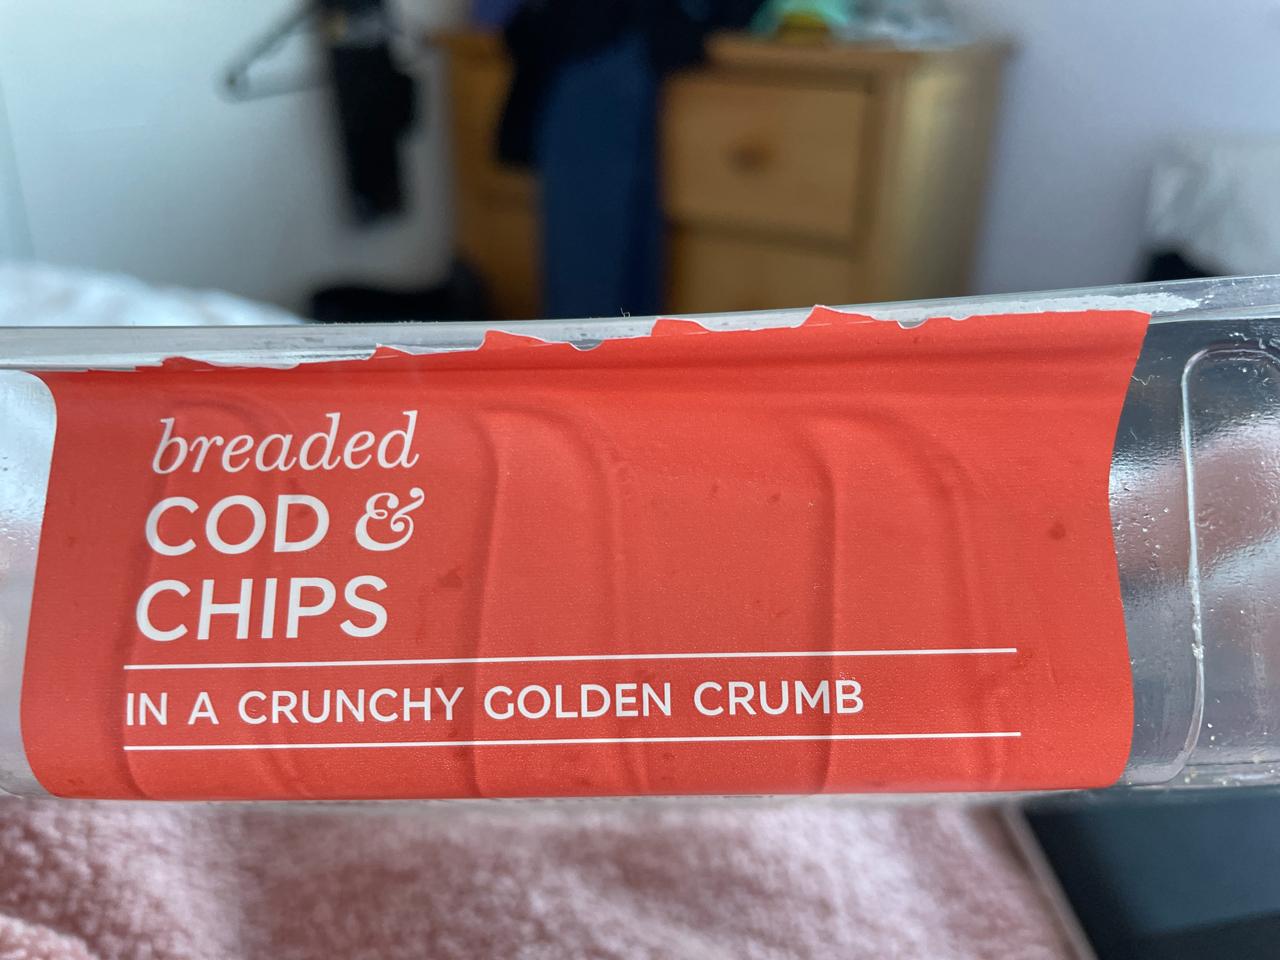 breaded
COD &
CHIPS
IN A CRUNCHY GOLDEN CRUMB